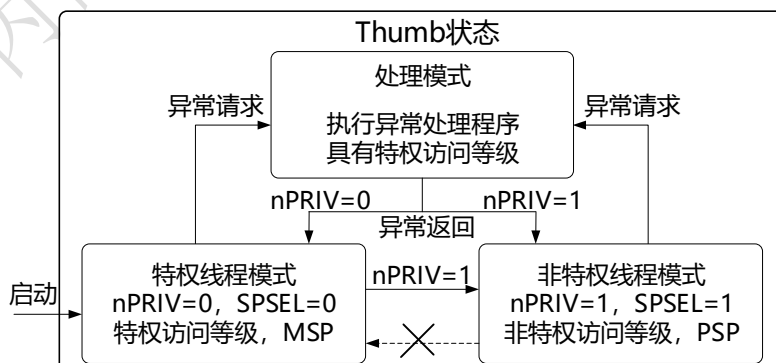 Thumb状态
处理模式
异常请求
异常请求
执行异常处理程序
具有特权访问等级
nPRIV=0
nPRIV=1
异常返回
启动
特权线程模式
nPRIV=0，SPSEL=0
特权访问等级，MSP
nPRIV=1
非特权线程模式
nPRIV=1，SPSEL=1
非特权访问等级，PSP